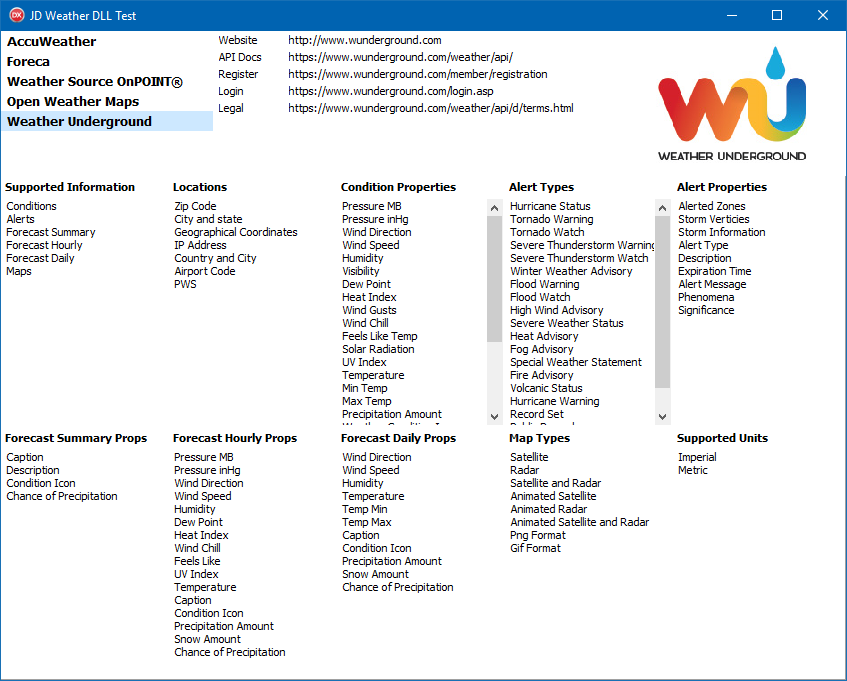 JD Weather DLL Test
AccuWeather
Foreca
Weather Source OnPOINT®
Open Weather Maps
Weather Underground
Website http://www.wunderground.com
API Docs https://www.wunderground.com/weather/api/
Register https://www.wunderground.com/member/registration
Login https://www.wunderground.com/login.asp
Legal https://www.wunderground.com/weather/api/d/terms.html
WEATHER UNDERGROUND
Supported Information
Conditions
Alerts
Forecast Summary
Forecast Hourly
Forecast Daily
Maps
Locations
Zip Code
City and state
Geographical Coordinates
IP Address
Country and City
Airport Code
PWS
Condition Properties
Pressure MB
Pressure inHg
Wind Direction
Wind Speed
Humidity
Visibility
Dew Point
Heat Index
Wind Gusts
Wind Chill
Feels Like Temp
Solar Radiation
UV Index
Temperature
Min Temp
Max Temp
Precipitation Amount
Alert Types
Hurricane Status
Tornado Warning
Tornado Watch
Severe Thunderstorm Warning
Severe Thunderstorm Watch
Winter Weather Advisory
Flood Warning
Flood Watch
High Wind Advisory
Severe Weather Status
Heat Advisory
Fog Advisory
Special Weather Statement
Fire Advisory
Volcanic Status
Hurricane Warning
Record Set
Alert Properties
Alerted Zones
Storm Verticies
Storm Information
Alert Type
Description
Expiration Time
Alert Message
Phenomena
Significance
Forecast Summary Props
Caption
Description
Condition Icon
Chance of Precipitation
Forecast Hourly Props
Pressure MB
Pressure inHg
Wind Direction
Wind Speed
Humidity
Dew Point
Heat Index
Wind Chill
Feels Like
UV Index
Temperature
Caption
Condition Icon
Precipitation Amount
Snow Amount
Chance of Precipitation
Forecast Daily Props
Wind Direction
Wind Speed
Humidity
Temperature
Temp Min
Temp Max
Caption
Condition Icon
Precipitation Amount
Snow Amount
Chance of Precipitation
Map Types
Satellite
Radar
Satellite and Radar
Animated Satellite
Animated Radar
Animated Satellite and Radar
Png Format
Gif Format
Supported Units
Imperial
Metric